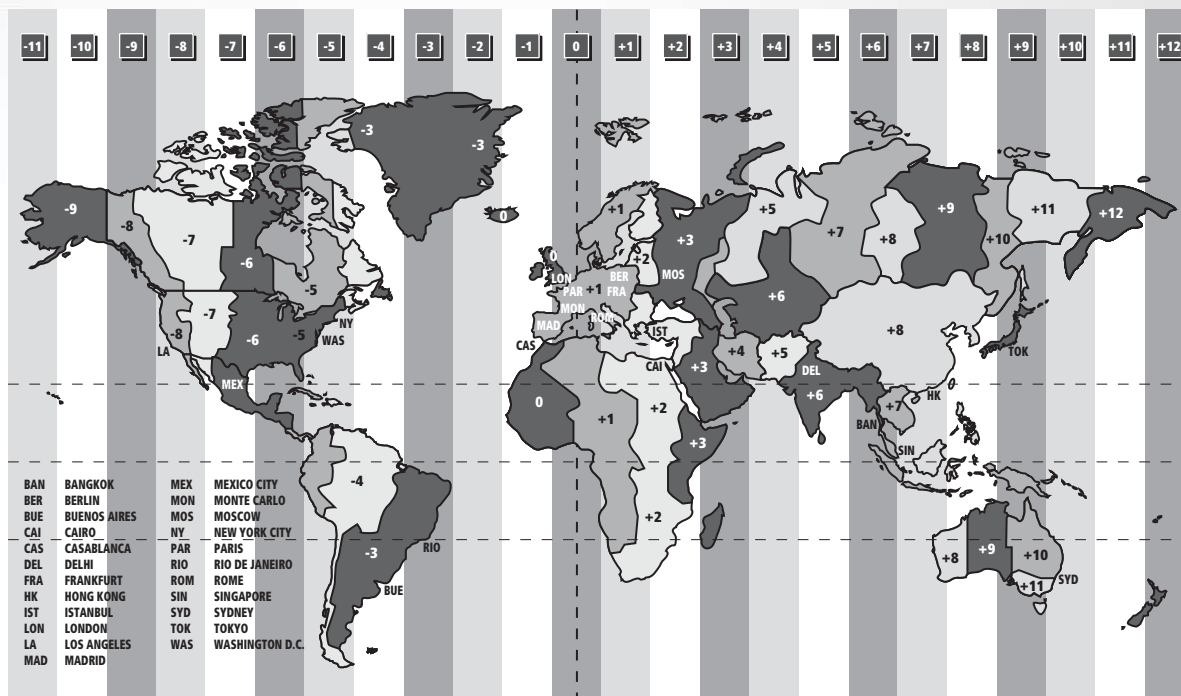 -11 -10 -9 -8 -7 -6 -5 -4 -3 -2 -1 0 +1 +2 +3 +4 +5 +6 +7 +8 +9 +10 +11 +12
-3
-3
-9
-8
-7
-6
-5
0
-8
-7
-6
-5
NY
WAS
LA
MEX
-4
-3
RIO
BUE
+1
+2
+3
+5
+7
+8
+9
+10
+11
+12
0
LON
PAR
MON
+1
BER
FRA
ROM
MAD
MOS
CAS
IST
CAI
+6
+8
+4
+5
+3
DEL
+6
TOK
HK
+7
BAN
SIN
0
+1
+2
+3
+2
+8
+9
+10
+11
SYD
BAN BANGKOK MEX MEXICO CITY
BER BERLIN MON MONTE CARLO
BUE BUENOS AIRES MOS MOSCOW
CAI CAIRO NY NEW YORK CITY
CAS CASABLANCA PAR PARIS
DEL DELHI RIO RIO DE JANEIRO
FRA FRANKFURT ROM ROME
HK HONG KONG SIN SINGAPORE
IST ISTANBUL SYD SYDNEY
LON LONDON TOK TOKYO
LA LOS ANGELES WAS WASHINGTON D.C.
MAD MADRID